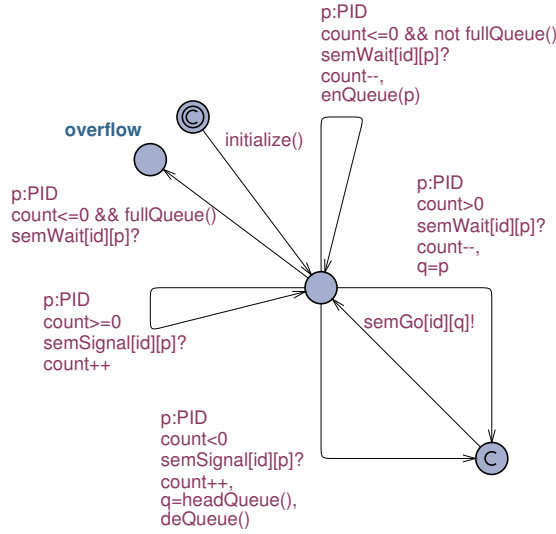 p:PID
count<=0 && not fullQueue()
semWait[id][p]?
count--,
enQueue(p)
C
overflow
initialize()
p:PID
count<=0 && fullQueue()
semWait[id][p]?
p:PID
count>0
semWait[id][p]?
count--,
q=p
p:PID
count>=0
semSignal[id][p]?
count++
semGo[id][q]!
p:PID
count<0
semSignal[id][p]?
count++,
q=headQueue(),
deQueue()
C